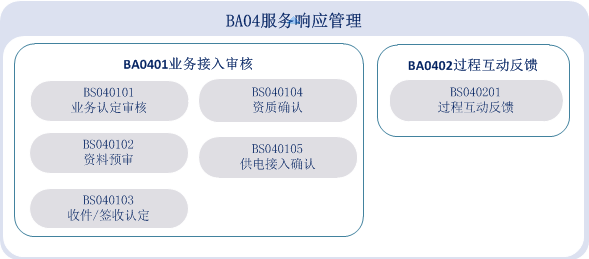 BA04服务响应管理
BA0401业务接入审核
BS040101
业务认定审核
BS040102
资料预审
BS040103
收件/签收认定
BS040104
资质确认
BS040105
供电接入确认
BA0402过程互动反馈
BS040201
过程互动反馈